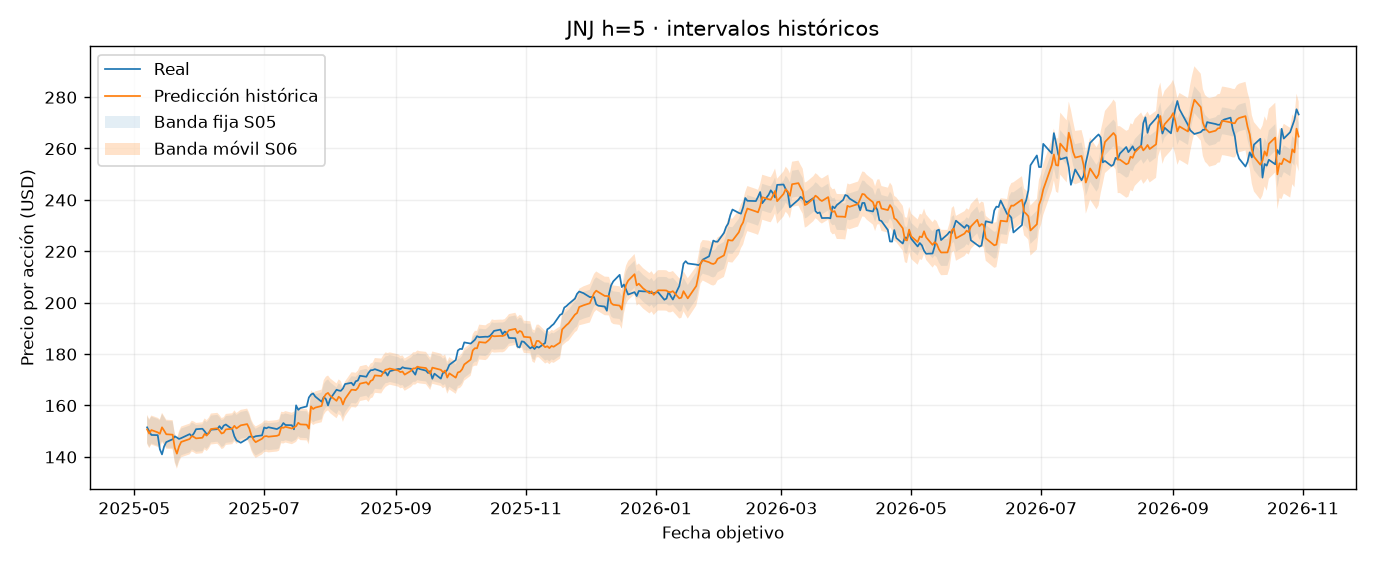 JNJ h=5 · intervalos históricos
Real
Predicción histórica
Banda fija S05
Banda móvil S06
Precio por acción (USD)
280
260
240
220
200
180
160
140
2025-05
2025-07
2025-09
2025-11
2026-01
2026-03
2026-05
2026-07
2026-09
2026-11
Fecha objetivo